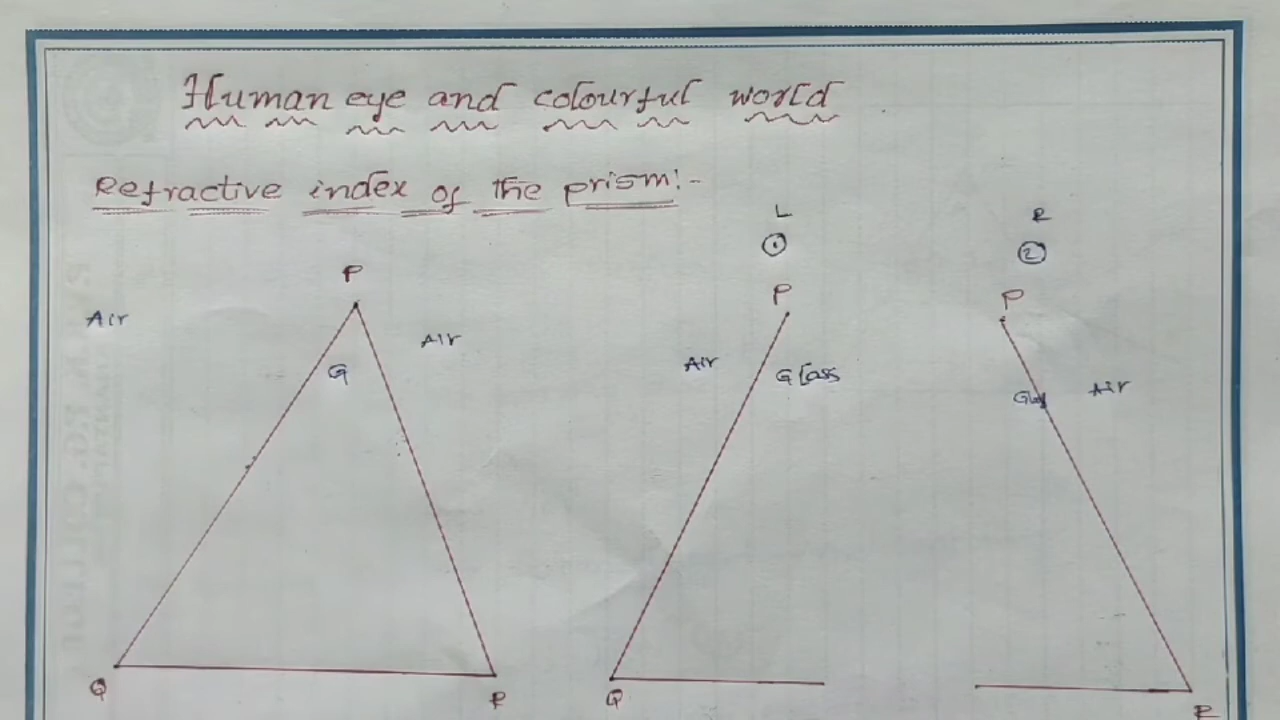 Human eye and colourful world
Refractive index of the prism:-
L
R
①
②
P
P
P
Air
Air
G
Air
Glass
Air
Q
R
Q
R